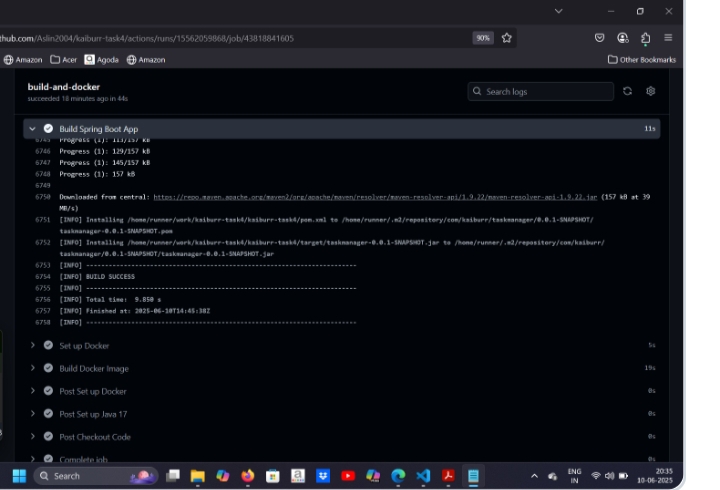 thub.com/Aslin2004/kaiburr-task4/actions/runs/15562059868/job/43818841605
90%
Amazon Acer Agoda Amazon Other Bookmarks
build-and-docker
succeeded 18 minutes ago in 44s
Search logs
Build Spring Boot App 11s
6745 Progress (1): 113/157 kB
6746 Progress (1): 129/157 kB
6747 Progress (1): 145/157 kB
6748 Progress (1): 157 kB
6749
6750 Downloaded from central: https://repo.maven.apache.org/maven2/org/apache/maven/resolver/maven-resolver-api/1.9.22/maven-resolver-api-1.9.22.jar (157 kB at 39
MB/s)
6751 [INFO] Installing /home/runner/work/kaiburr-task4/kaiburr-task4/pom.xml to /home/runner/.m2/repository/com/kaiburr/taskmanager/0.0.1-SNAPSHOT/
taskmanager-0.0.1-SNAPSHOT.pom
6752 [INFO] Installing /home/runner/work/kaiburr-task4/kaiburr-task4/target/taskmanager-0.0.1-SNAPSHOT.jar to /home/runner/.m2/repository/com/kaiburr/
taskmanager/0.0.1-SNAPSHOT/taskmanager-0.0.1-SNAPSHOT.jar
6753 [INFO] ------------------------------------------------------------------------
6754 [INFO] BUILD SUCCESS
6755 [INFO] ------------------------------------------------------------------------
6756 [INFO] Total time: 9.850 s
6757 [INFO] Finished at: 2025-06-10T14:45:38Z
6758 [INFO] ------------------------------------------------------------------------
Set up Docker 5s
Build Docker Image 19s
Post Set up Docker 0s
Post Set up Java 17 0s
Post Checkout Code 0s
Complete job 0s
Search
ENG
IN
20:35
10-06-2025